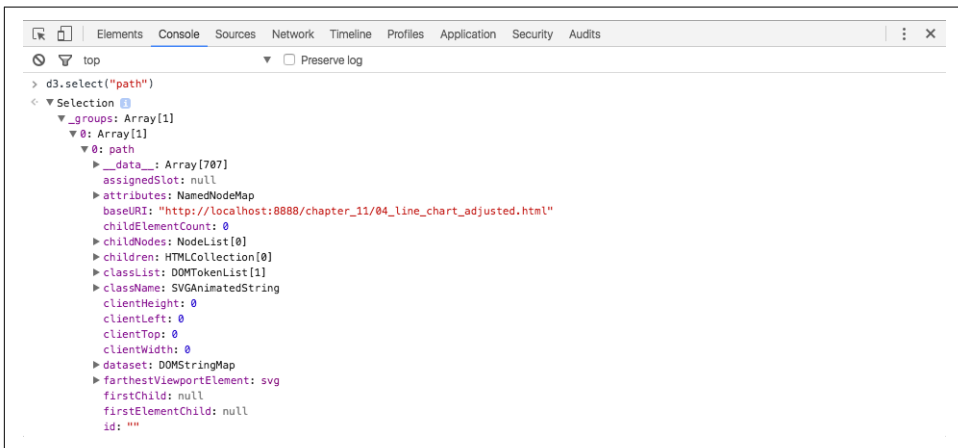 Elements Console Sources Network Timeline Profiles Application Security Audits
top Preserve log
> d3.select("path")
Selection i
_groups: Array[1]
0: Array[1]
0: path
__data__: Array[707]
assignedSlot: null
attributes: NamedNodeMap
baseURI: "http://localhost:8888/chapter_11/04_line_chart_adjusted.html"
childElementCount: 0
childNodes: NodeList[0]
children: HTMLCollection[0]
classList: DOMTokenList[1]
className: SVGAnimatedString
clientHeight: 0
clientLeft: 0
clientTop: 0
clientWidth: 0
dataset: DOMStringMap
farthestViewportElement: svg
firstChild: null
firstElementChild: null
id: ""